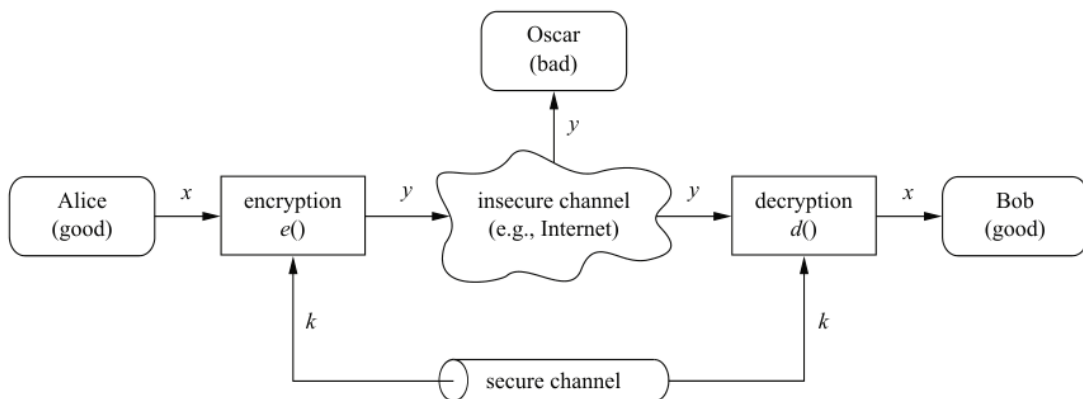 Oscar
(bad)
y
Alice
(good)
x
encryption
e()
y
insecure channel
(e.g., Internet)
y
decryption
d()
x
Bob
(good)
k
k
secure channel